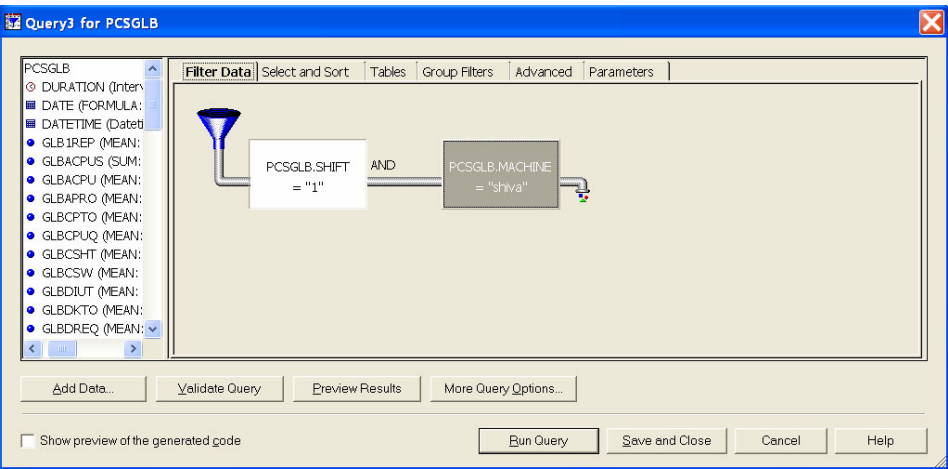 Query3 for PCSGLB
PCSGLB
DURATION (Interv
DATE (FORMULA:
DATETIME (Dateti
GLB1REP (MEAN:
GLBACPUS (SUM:
GLBACPU (MEAN:
GLBAPRO (MEAN:
GLBCPTO (MEAN:
GLBCPUQ (MEAN:
GLBCSHT (MEAN:
GLBCSW (MEAN:
GLBDIUT (MEAN:
GLBDKTO (MEAN:
GLBDREQ (MEAN:
Filter Data Select and Sort Tables Group Filters Advanced Parameters
PCSGLB.SHIFT
= "1"
AND
PCSGLB.MACHINE
= "shiva"
Add Data... Validate Query Preview Results More Query Options...
Show preview of the generated code
Run Query Save and Close Cancel Help